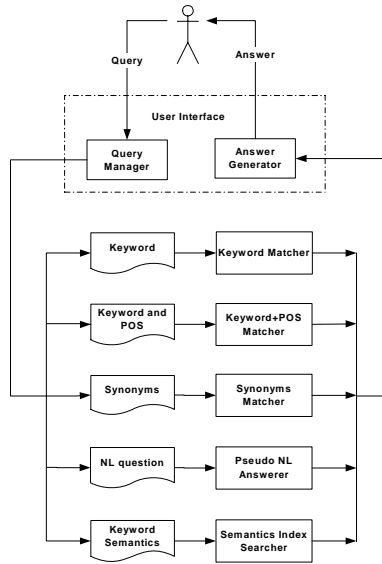 Query
Answer
User Interface
Query
Manager
Answer
Generator
Keyword
Keyword Matcher
Keyword and
POS
Keyword+POS
Matcher
Synonyms
Synonyms
Matcher
NL question
Pseudo NL
Answerer
Keyword
Semantics
Semantics Index
Searcher